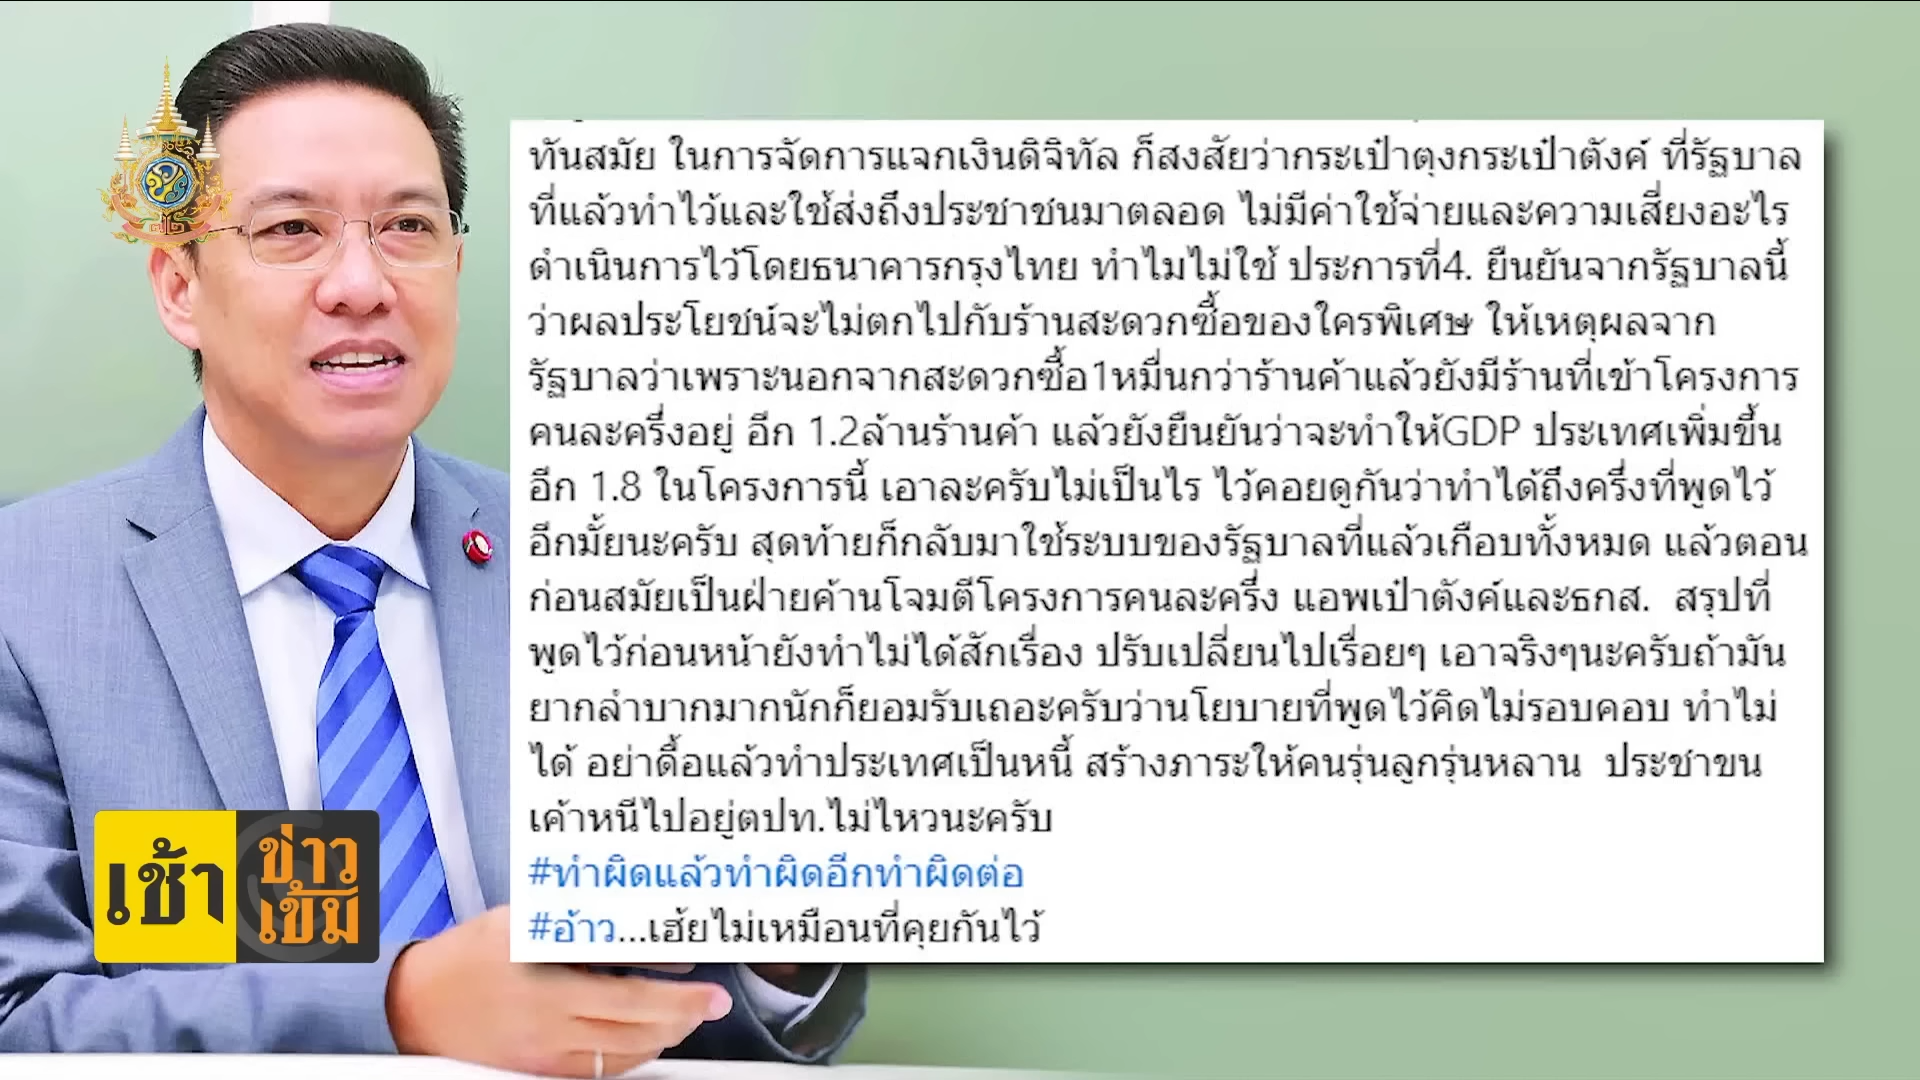 ทันสมัย ในการจัดการแจกเงินดิจิทัล ก็สงสัยว่ากระเป๋าตุงกระเป๋าตังค์ ที่รัฐบาล
ที่แล้วทำไว้และใช้ส่งถึงประชาชนมาตลอด ไม่มีค่าใช้จ่ายและความเสี่ยงอะไร
ดำเนินการไว้โดยธนาคารกรุงไทย ทำไมไม่ใช้ ประการที่4. ยืนยันจากรัฐบาลนี้
ว่าผลประโยชน์จะไม่ตกไปกับร้านสะดวกซื้อของใครพิเศษ ให้เหตุผลจาก
รัฐบาลว่าเพราะนอกจากสะดวกซื้อ1หมื่นกว่าร้านค้าแล้วยังมีร้านที่เข้าโครงการ
คนละครึ่งอยู่ อีก 1.2ล้านร้านค้า แล้วยังยืนยันว่าจะทำให้GDP ประเทศเพิ่มขึ้น
อีก 1.8 ในโครงการนี้ เอาละครับไม่เป็นไร ไว้คอยดูกันว่าทำได้ถึงครึ่งที่พูดไว้
อีกมั้ยนะครับ สุดท้ายก็กลับมาใช้ระบบของรัฐบาลที่แล้วเกือบทั้งหมด แล้วตอน
ก่อนสมัยเป็นฝ่ายค้านโจมตีโครงการคนละครึ่ง แอพเป๋าตังค์และธกส. สรุปที่
พูดไว้ก่อนหน้ายังทำไม่ได้สักเรื่อง ปรับเปลี่ยนไปเรื่อยๆ เอาจริงๆนะครับถ้ามัน
ยากลำบากมากนักก็ยอมรับเถอะครับว่านโยบายที่พูดไว้คิดไม่รอบคอบ ทำไม่
ได้ อย่าดื้อแล้วทำประเทศเป็นหนี้ สร้างภาระให้คนรุ่นลูกรุ่นหลาน ประชาขน
เค้าหนีไปอยู่ตปท.ไม่ไหวนะครับ
#ทำผิดแล้วทำผิดอีกทำผิดต่อ
#อ้าว...เฮ้ยไม่เหมือนที่คุยกันไว้
เช้า
ข่าว
เข้ม